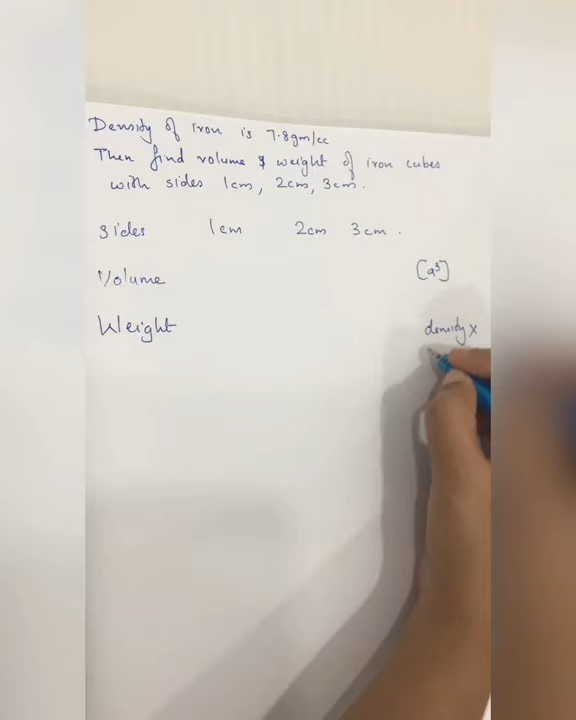 Density of iron is 7.8gm/cc
Then find volume & weight of iron cubes
with sides 1cm, 2cm, 3cm.
sides 1cm 2cm 3cm.
Volume [a³]
Weight density x